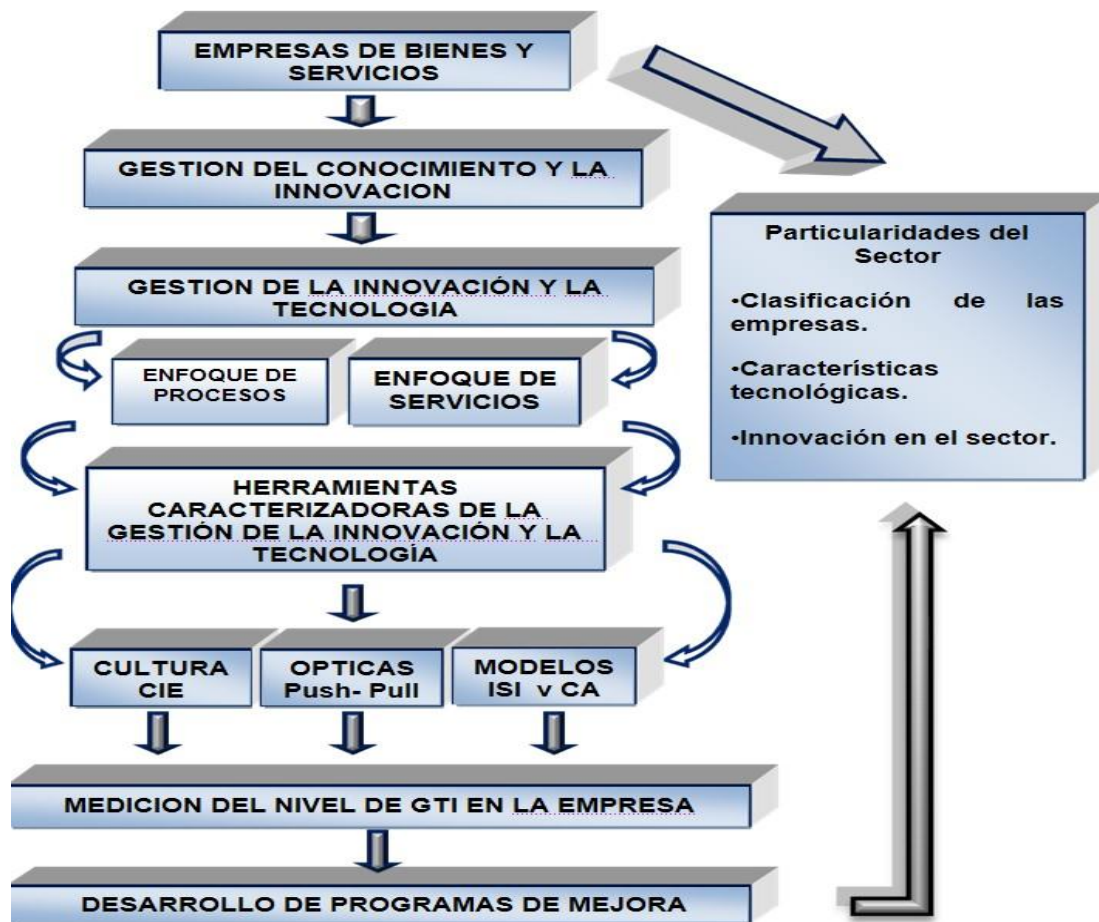 EMPRESAS DE BIENES Y
SERVICIOS
GESTION DEL CONOCIMIENTO Y LA
INNOVACION
GESTION DE LA INNOVACIÓN Y LA
TECNOLOGIA
ENFOQUE DE
PROCESOS
ENFOQUE DE
SERVICIOS
HERRAMIENTAS
CARACTERIZADORAS DE LA
GESTIÓN DE LA INNOVACIÓN Y LA
TECNOLOGÍA
CULTURA
CIE
OPTICAS
Push- Pull
MODELOS
ISI y CA
MEDICION DEL NIVEL DE GTI EN LA EMPRESA
DESARROLLO DE PROGRAMAS DE MEJORA
Particularidades del
Sector
•Clasificación de las
empresas.
•Características
tecnológicas.
•Innovación en el sector.